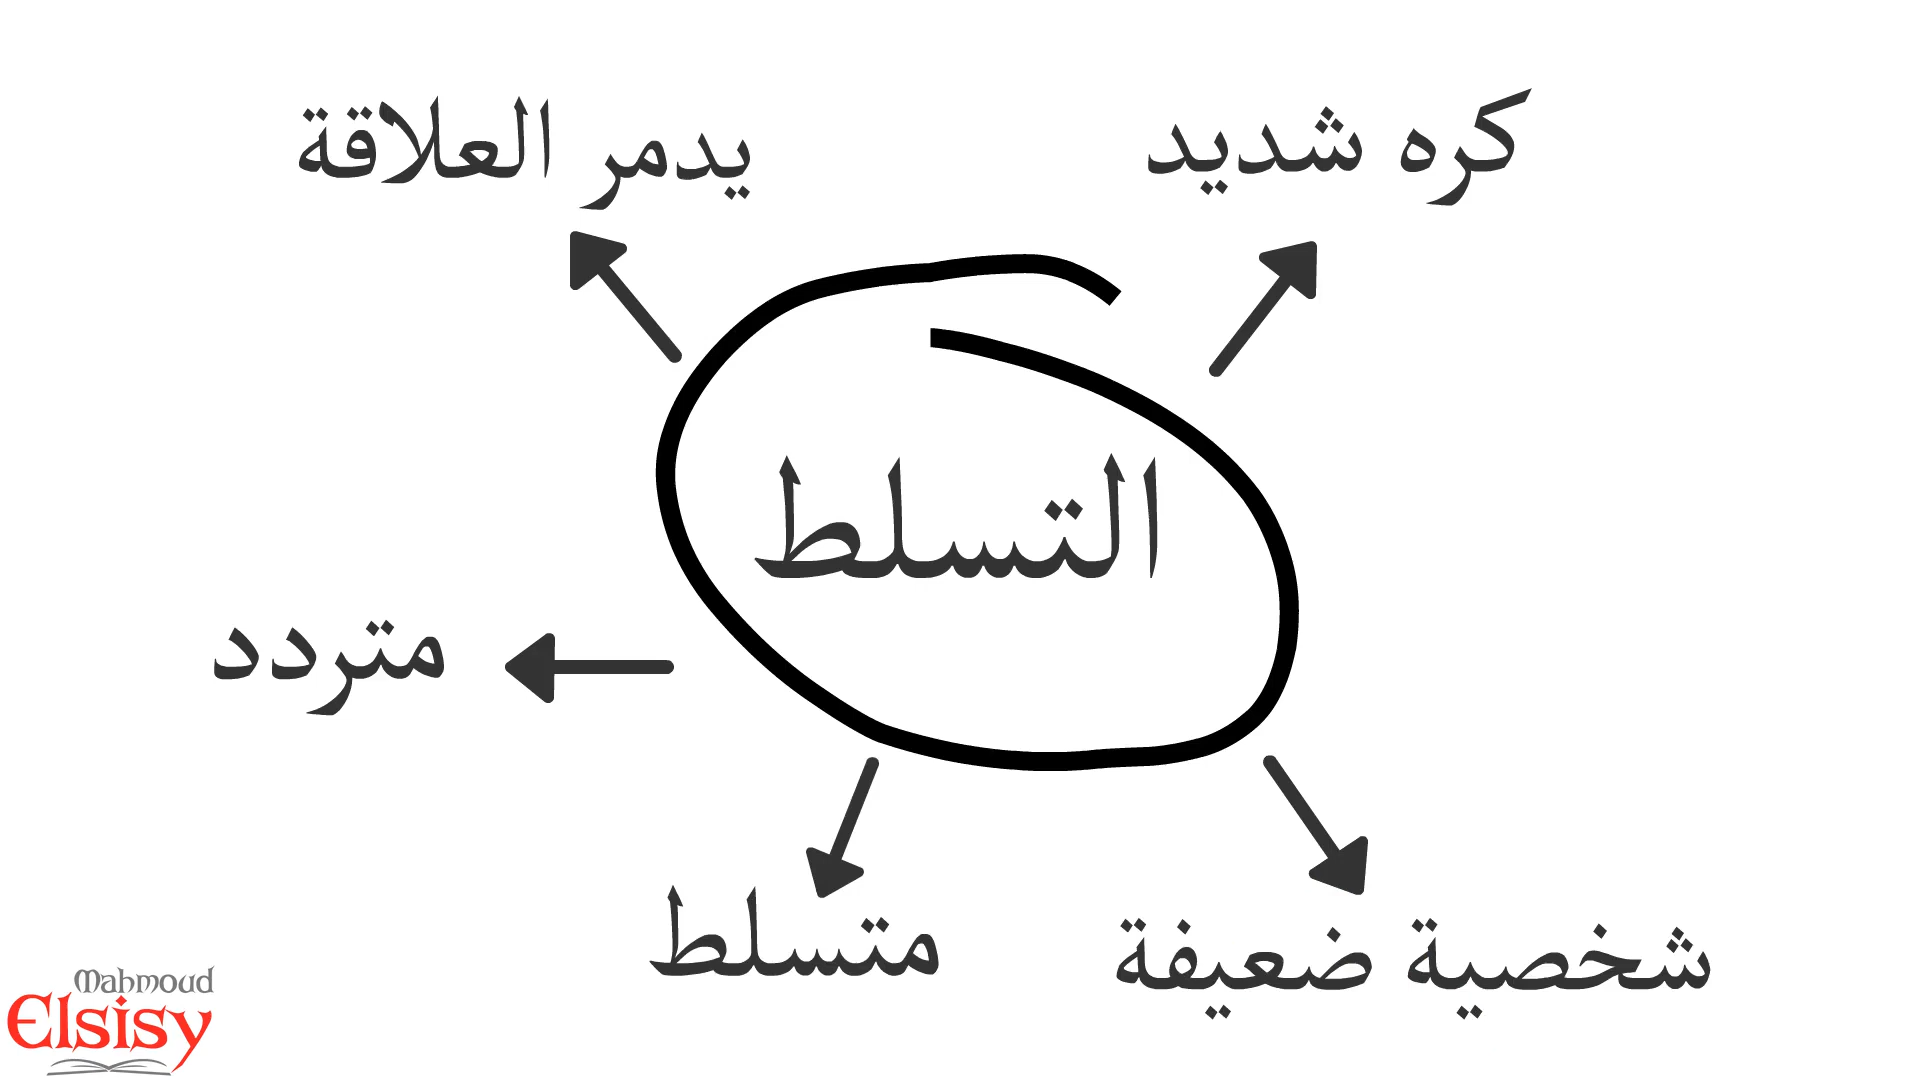 كره شديد
يدمر العلاقة
التسلط
متردد
متسلط
شخصية ضعيفة
Mahmoud
Elsisy